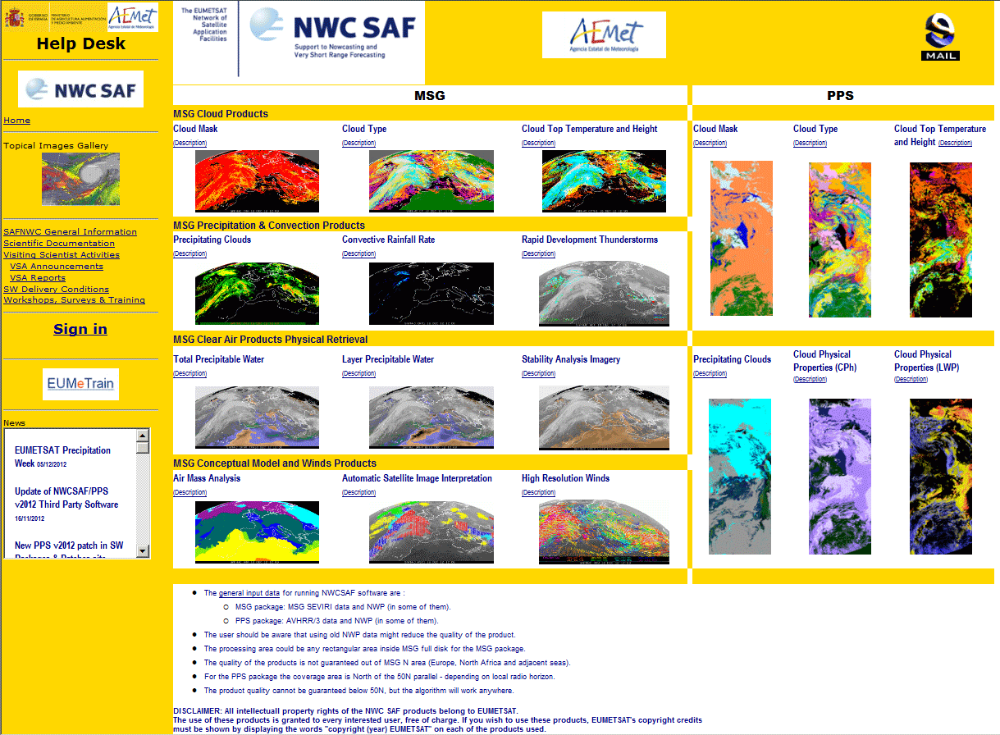 GOBIERNO
DE ESPAÑA
MINISTERIO
DE AGRICULTURA, ALIMENTACIÓN
Y MEDIO AMBIENTE
AEMet
Agencia Estatal de Meteorología
Help Desk
NWC SAF
Home
Topical Images Gallery
SAFNWC General Information
Scientific Documentation
Visiting Scientist Activities
VSA Announcements
VSA Reports
SW Delivery Conditions
Workshops, Surveys & Training
Sign in
EUMeTrain
News
EUMETSAT Precipitation
Week 05/12/2012
Update of NWCSAF/PPS
v2012 Third Party Software
16/11/2012
New PPS v2012 patch in SW
Packages & Patches site
The EUMETSAT
Network of
Satellite
Application
Facilities
NWC SAF
Support to Nowcasting and
Very Short Range Forecasting
AEMet
Agencia Estatal de Meteorología
MAIL
MSG
MSG Cloud Products
Cloud Mask Cloud Type Cloud Top Temperature and Height
(Description) (Description) (Description)
MSG Precipitation & Convection Products
Precipitating Clouds Convective Rainfall Rate Rapid Development Thunderstorms
(Description) (Description) (Description)
MSG Clear Air Products Physical Retrieval
Total Precipitable Water Layer Precipitable Water Stability Analysis Imagery
(Description) (Description) (Description)
MSG Conceptual Model and Winds Products
Air Mass Analysis Automatic Satellite Image Interpretation High Resolution Winds
(Description) (Description) (Description)
PPS
Cloud Mask Cloud Type Cloud Top Temperature
(Description) (Description) and Height (Description)
Precipitating Clouds Cloud Physical Cloud Physical
(Description) Properties (CPh) Properties (LWP)
(Description) (Description)
The general input data for running NWCSAF software are :
MSG package: MSG SEVIRI data and NWP (in some of them).
PPS package: AVHRR/3 data and NWP (in some of them).
The user should be aware that using old NWP data might reduce the quality of the product.
The processing area could be any rectangular area inside MSG full disk for the MSG package.
The quality of the products is not guaranteed out of MSG N area (Europe, North Africa and adjacent seas).
For the PPS package the coverage area is North of the 50N parallel - depending on local radio horizon.
The product quality cannot be guaranteed below 50N, but the algorithm will work anywhere.
DISCLAIMER: All intellectuall property rights of the NWC SAF products belong to EUMETSAT.
The use of these products is granted to every interested user, free of charge. If you wish to use these products, EUMETSAT's copyright credits
must be shown by displaying the words "copyright (year) EUMETSAT" on each of the products used.